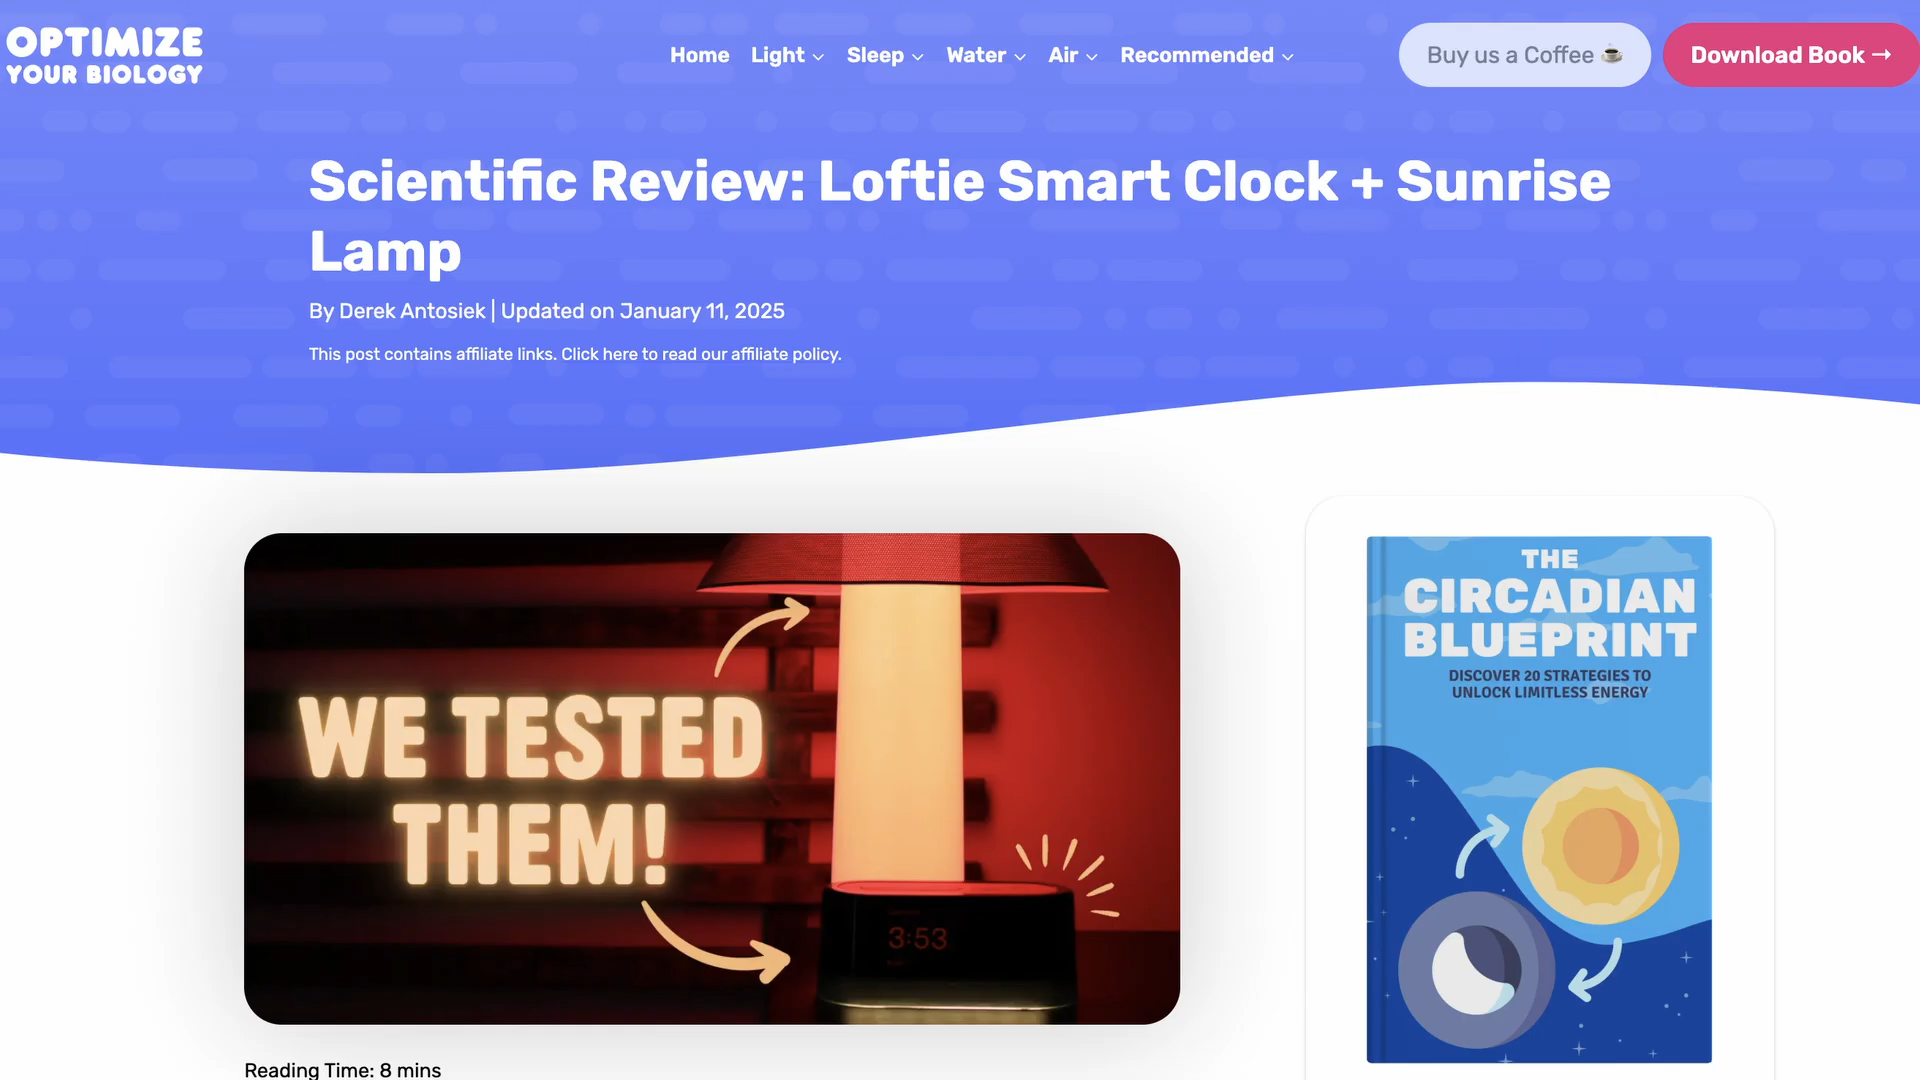 OPTIMIZE
YOUR BIOLOGY
Home Light Sleep Water Air Recommended
Buy us a Coffee ☕
Download Book →
Scientific Review: Loftie Smart Clock + Sunrise
Lamp
By Derek Antosiek | Updated on January 11, 2025
This post contains affiliate links. Click here to read our affiliate policy.
WE TESTED
THEM!
3:53
THE
CIRCADIAN
BLUEPRINT
DISCOVER 20 STRATEGIES TO
UNLOCK LIMITLESS ENERGY
Reading Time: 8 mins